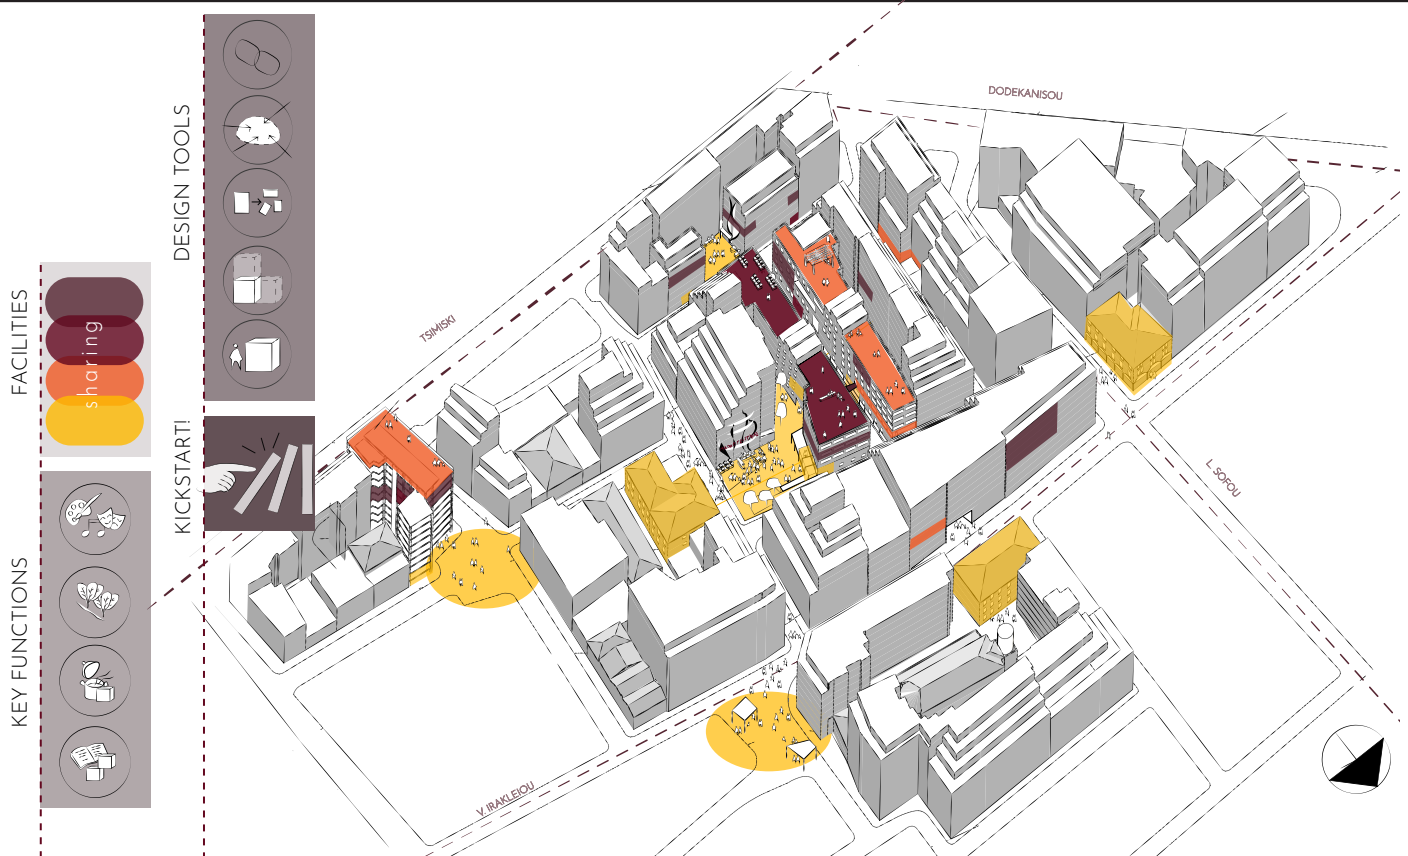 FACILITIES
sharing
KEY FUNCTIONS
DESIGN TOOLS
KICKSTART!
TSIMISKI
DODEKANISOU
I. SOFOU
V. IRAKLEIOU